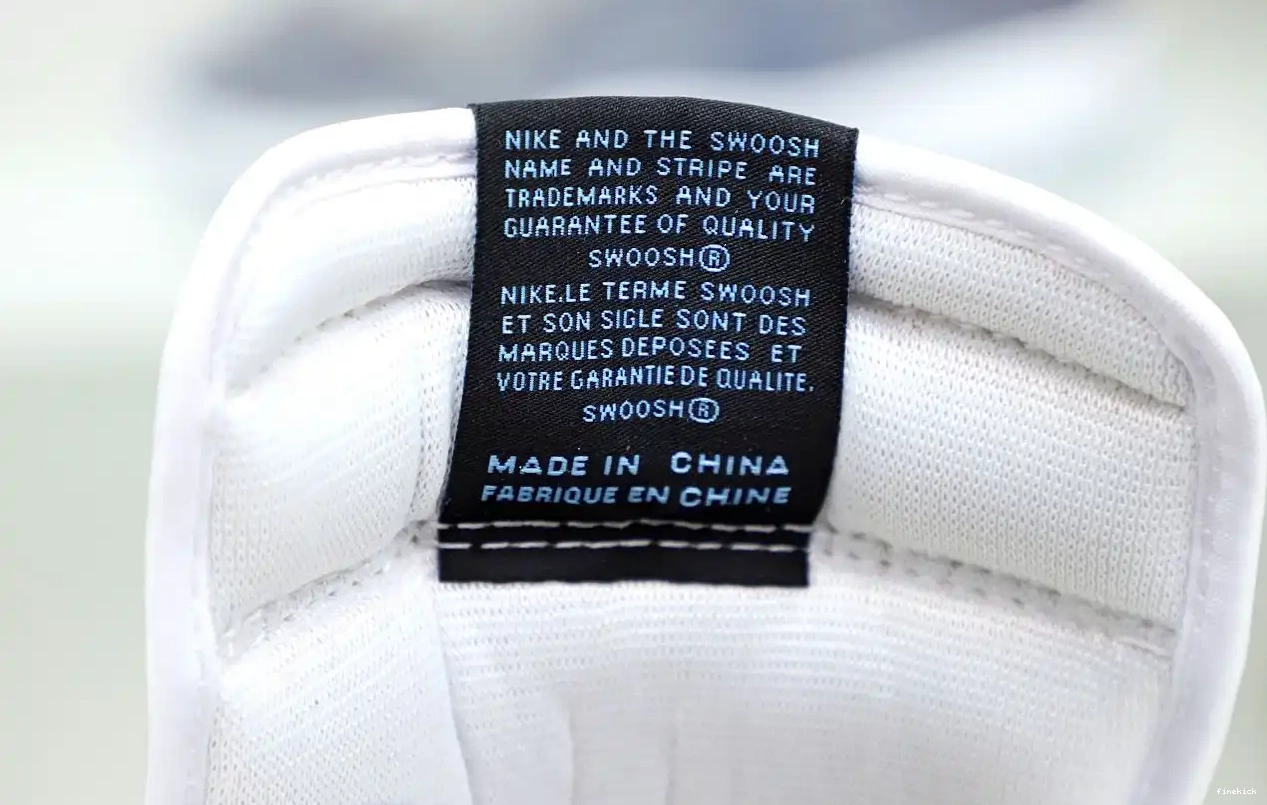 NIKE AND THE SWOOSH
NAME AND STRIPE ARE
TRADEMARKS AND YOUR
GUARANTEE OF QUALITY
SWOOSH®
NIKE.LE TERME SWOOSH
ET SON SIGLE SONT DES
MARQUES DEPOSEES ET
VOTRE GARANTIE DE QUALITE.
SWOOSH®
MADE IN CHINA
FABRIQUE EN CHINE
finekick